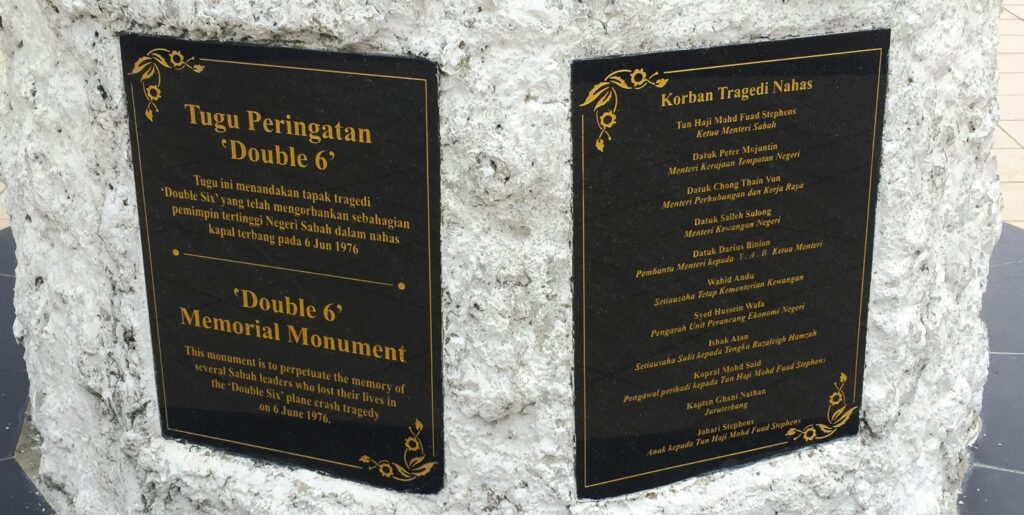 Tugu Peringatan
‘Double 6’
Tugu ini menandakan tapak tragedi
‘Double Six’ yang telah mengorbankan sebahagian
pemimpin tertinggi Negeri Sabah dalam nahas
kapal terbang pada 6 Jun 1976
‘Double 6’
Memorial Monument
This monument is to perpetuate the memory of
several Sabah leaders who lost their lives in
the ‘Double Six’ plane crash tragedy
on 6 June 1976.
Korban Tragedi Nahas
Tun Haji Mohd Fuad Stephens
Ketua Menteri Sabah
Datuk Peter Mojuntin
Menteri Kerajaan Tempatan Negeri
Datuk Chong Thain Vun
Menteri Perhubungan dan Kerja Raya
Datuk Salleh Sulong
Menteri Kewangan Negeri
Datuk Darius Binion
Pembantu Menteri kepada Y.A.B Ketua Menteri
Wahid Andu
Setiausaha Tetap Kementerian Kewangan
Syed Hussein Wafa
Pengarah Unit Perancang Ekonomi Negeri
Ishak Atan
Setiausaha Sulit kepada Tengku Razaleigh Hamzah
Kopral Mohd Said
Pengawal peribadi kepada Tun Haji Mohd Fuad Stephens
Kapten Ghani Nathan
Juruterbang
Johari Stephens
Anak kepada Tun Haji Mohd Fuad Stephens